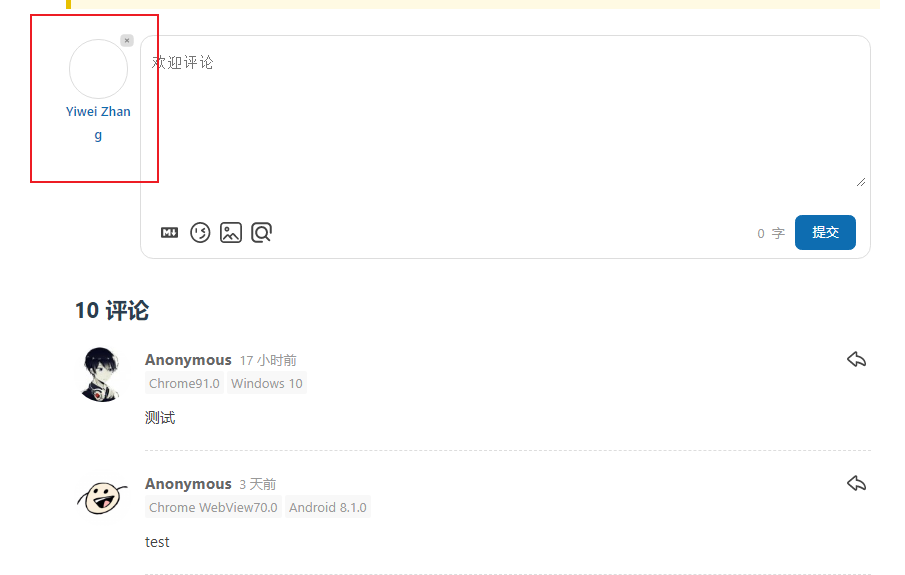 欢迎评论
Yiwei Zhan
g
0 字
提交
10 评论
Anonymous 17 小时前
Chrome91.0 Windows 10
测试
Anonymous 3 天前
Chrome WebView70.0 Android 8.1.0
test